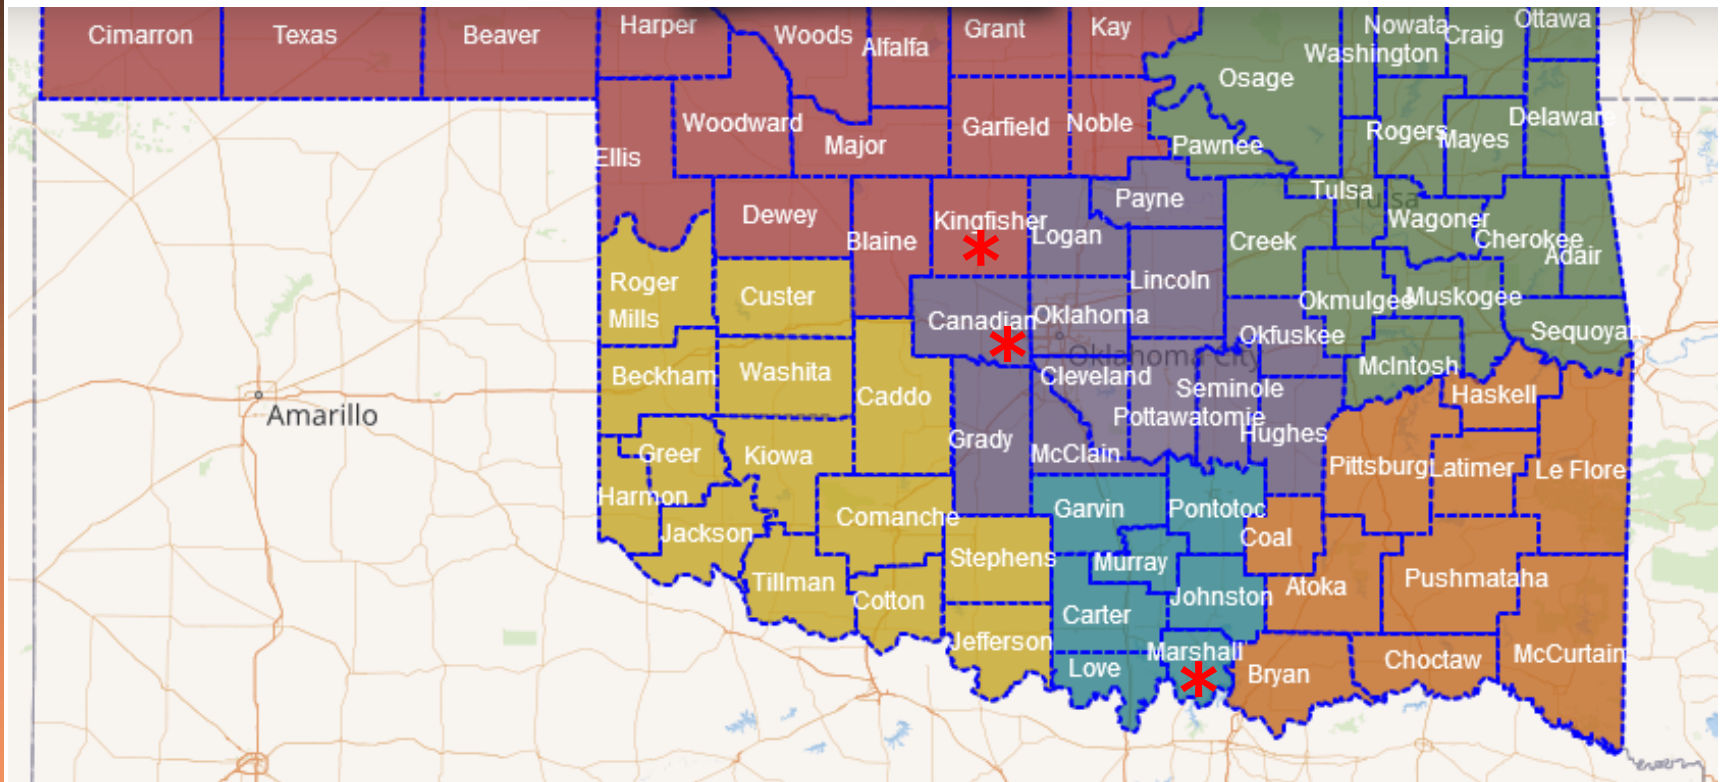 Cimarron
Texas
Beaver
Harper
Woods
Alfalfa
Grant
Kay
Osage
Nowata
Washington
Craig
Ottawa
Ellis
Woodward
Major
Garfield
Noble
Pawnee
Rogers
Mayes
Delaware
Dewey
Blaine
Kingfisher
Logan
Payne
Creek
Tulsa
Tulsa
Wagoner
Cherokee
Adair
Roger
Mills
Custer
Canadian
Oklahoma
Lincoln
Okmulgee
Muskogee
Okfuskee
Sequoyah
Oklahoma City
McIntosh
Beckham
Washita
Caddo
Cleveland
Seminole
Haskell
Amarillo
Pottawatomie
Hughes
Greer
Kiowa
Grady
McClain
Pittsburg
Latimer
Le Flore
Harmon
Jackson
Comanche
Garvin
Pontotoc
Coal
Tillman
Cotton
Stephens
Murray
Johnston
Atoka
Pushmataha
Carter
Jefferson
Love
Marshall
Bryan
Choctaw
McCurtain